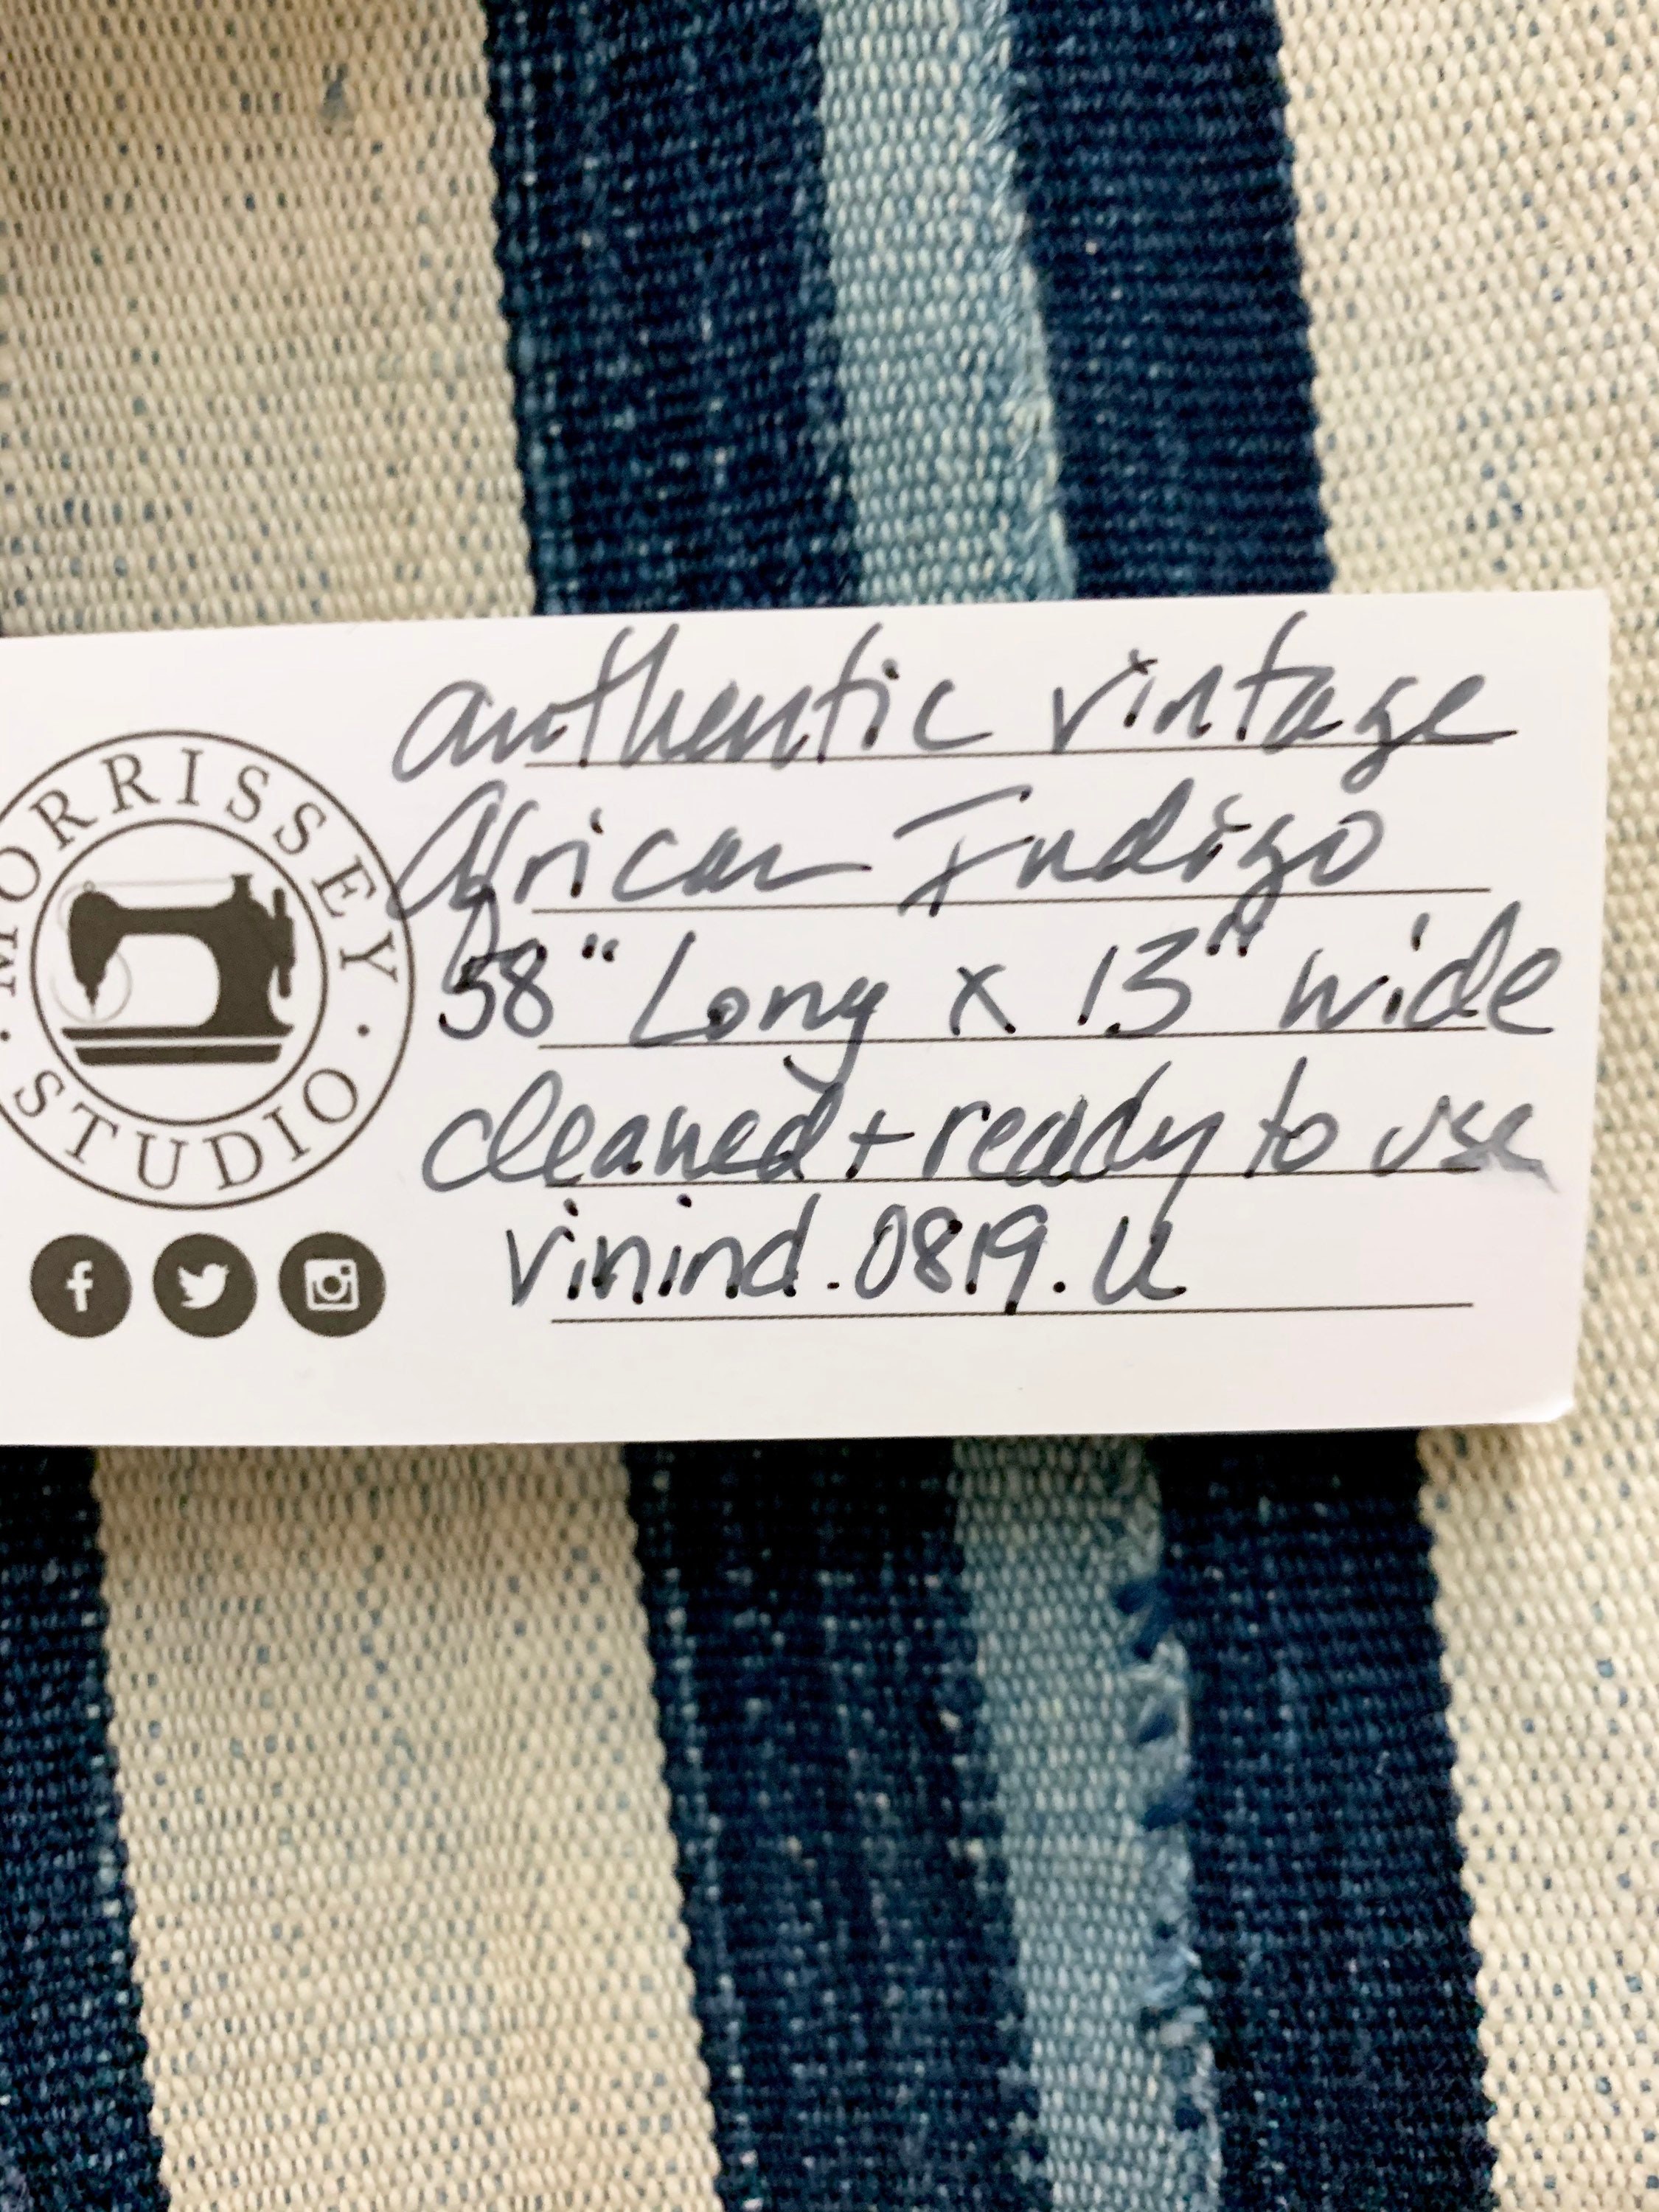 MORRISSEY
STUDIO
authentic vintage
African Indigo
58" Long x 13" wide
cleaned + ready to use
vinind.0819.U